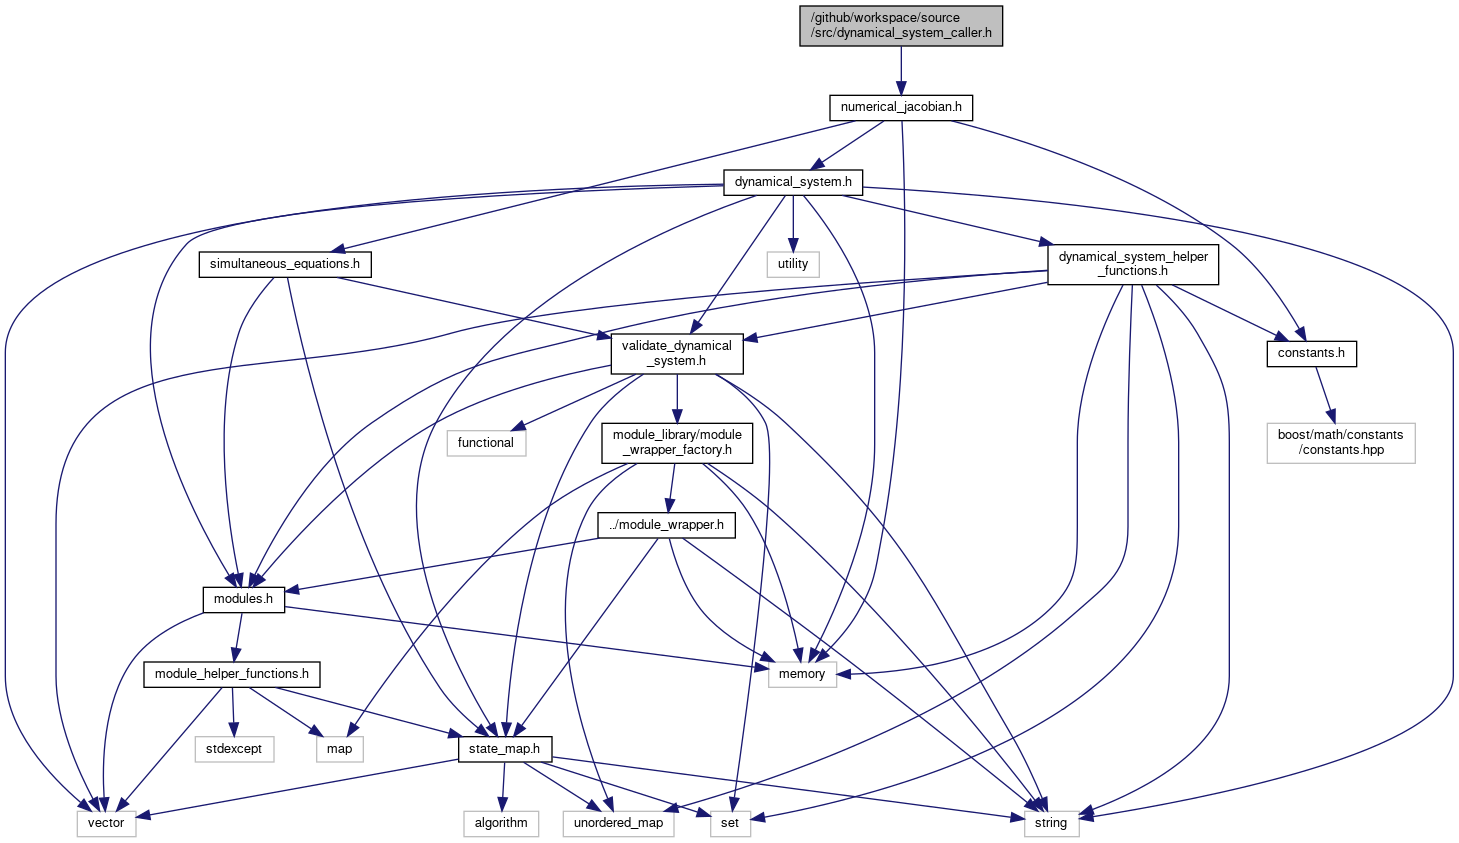 /github/workspace/source
/src/dynamical_system_caller.h
numerical_jacobian.h
dynamical_system.h
simultaneous_equations.h
utility
dynamical_system_helper
_functions.h
validate_dynamical
_system.h
constants.h
functional
module_library/module
_wrapper_factory.h
boost/math/constants
/constants.hpp
../module_wrapper.h
modules.h
module_helper_functions.h
memory
stdexcept
map
state_map.h
vector
algorithm
unordered_map
set
string